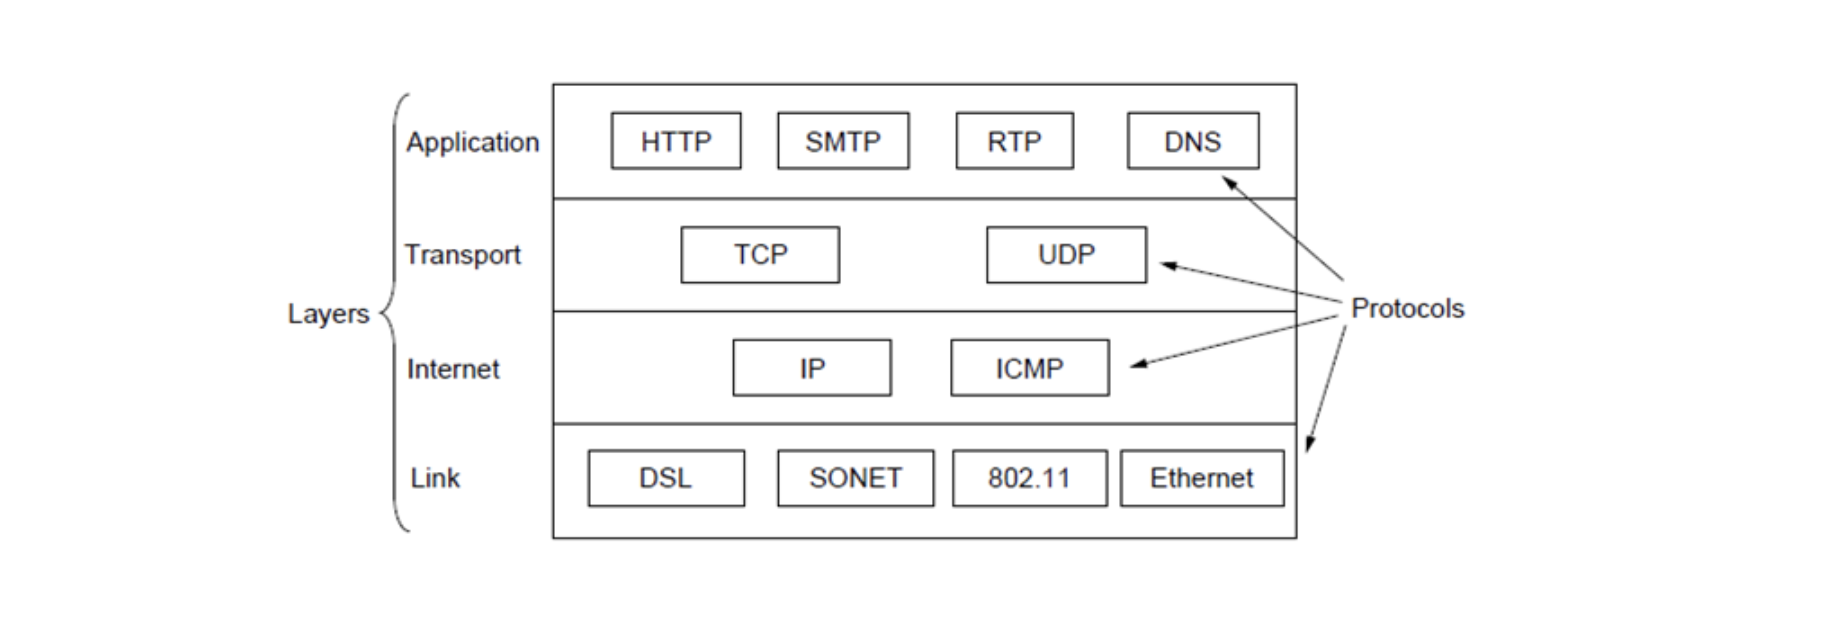 Application HTTP SMTP RTP DNS
Transport TCP UDP
Layers Protocols
Internet IP ICMP
Link DSL SONET 802.11 Ethernet